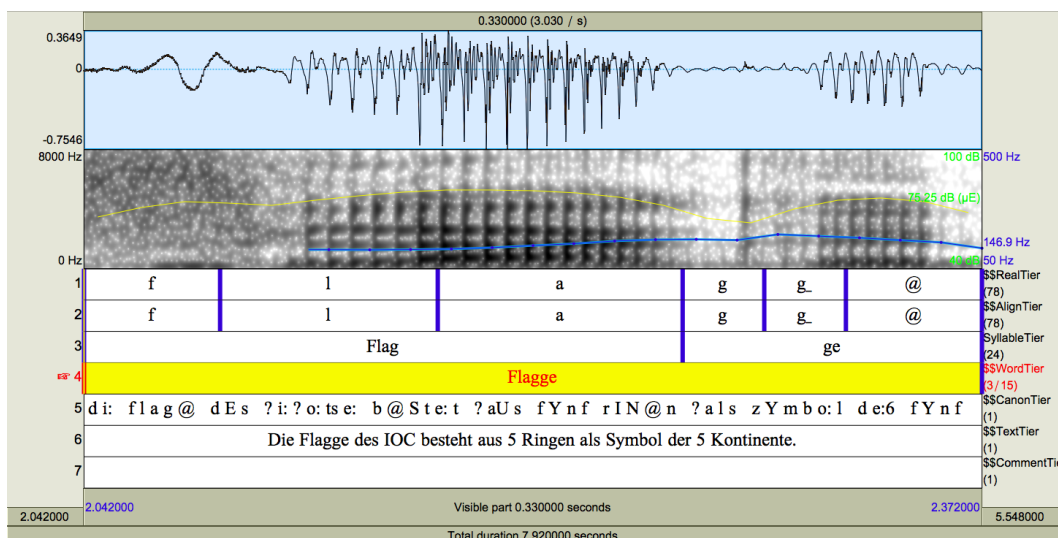 0.330000 (3.030 / s)
0.3649
0
-0.7546
8000 Hz
100 dB
500 Hz
75.25 dB (µE)
146.9 Hz
0 Hz
40 dB
50 Hz
1 f l a g g_ @ $$RealTier (78)
2 f l a g g_ @ $$AlignTier (78)
3 Flag ge SyllableTier (24)
4 Flagge $$WordTier (3/15)
5 d i: f l a g @ d E s ? i: ? o: ts e: b @ S t e: t ? a U s f Y n f r I N @ n ? a l s z Y m b o: l d e:6 f Y n f $$CanonTier (1)
6 Die Flagge des IOC besteht aus 5 Ringen als Symbol der 5 Kontinente. $$TextTier (1)
7 $$CommentTie (1)
2.042000 Visible part 0.330000 seconds 2.372000
2.042000 5.548000
Total duration 7.920000 seconds